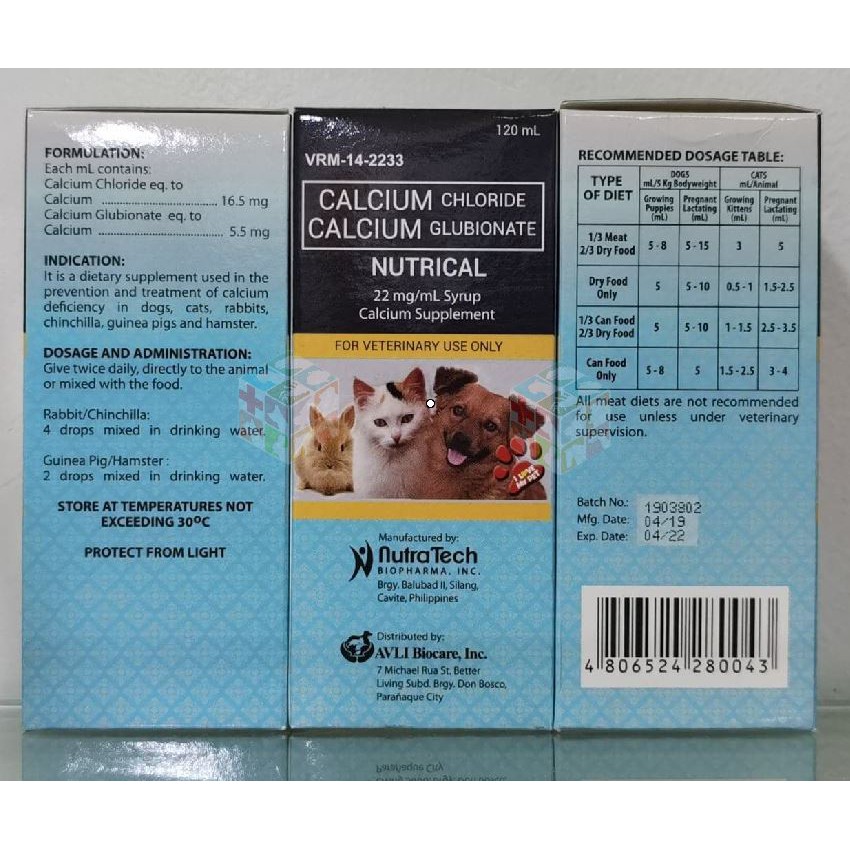 FORMULATION:
Each mL contains:
Calcium Chloride eq. to
Calcium ........................................ 16.5 mg
Calcium Glubionate eq. to
Calcium ........................................ 5.5 mg
INDICATION:
It is a dietary supplement used in the
prevention and treatment of calcium
deficiency in dogs, cats, rabbits,
chinchilla, guinea pigs and hamster.
DOSAGE AND ADMINISTRATION:
Give twice daily, directly to the animal
or mixed with the food.
Rabbit/Chinchilla:
4 drops mixed in drinking water.
Guinea Pig/Hamster :
2 drops mixed in drinking water.
STORE AT TEMPERATURES NOT
EXCEEDING 30ºC
PROTECT FROM LIGHT
120 mL
VRM-14-2233
CALCIUM CHLORIDE
CALCIUM GLUBIONATE
NUTRICAL
22 mg/mL Syrup
Calcium Supplement
FOR VETERINARY USE ONLY
I LOVE
MY PET
Manufactured by:
NutraTech
BIOPHARMA, INC.
Brgy. Balubad II, Silang,
Cavite, Philippines
Distributed by:
AVLI Biocare, Inc.
7 Michael Rua St. Better
Living Subd. Brgy. Don Bosco,
Parañaque City
RECOMMENDED DOSAGE TABLE:
TYPE OF DIET | DOGS mL/5 Kg Bodyweight | CATS mL/Animal
Growing Puppies (mL) | Pregnant Lactating (mL) | Growing Kittens (mL) | Pregnant Lactating (mL)
1/3 Meat 2/3 Dry Food | 5 - 8 | 5 - 15 | 3 | 5
Dry Food Only | 5 | 5 - 10 | 0.5 - 1 | 1.5-2.5
1/3 Can Food 2/3 Dry Food | 5 | 5 - 10 | 1 - 1.5 | 2.5 - 3.5
Can Food Only | 5 - 8 | 5 | 1.5 - 2.5 | 3 - 4
All meat diets are not recommended
for use unless under veterinary
supervision.
Batch No.: 1903802
Mfg. Date: 04/19
Exp. Date: 04/22
4 806524 280043